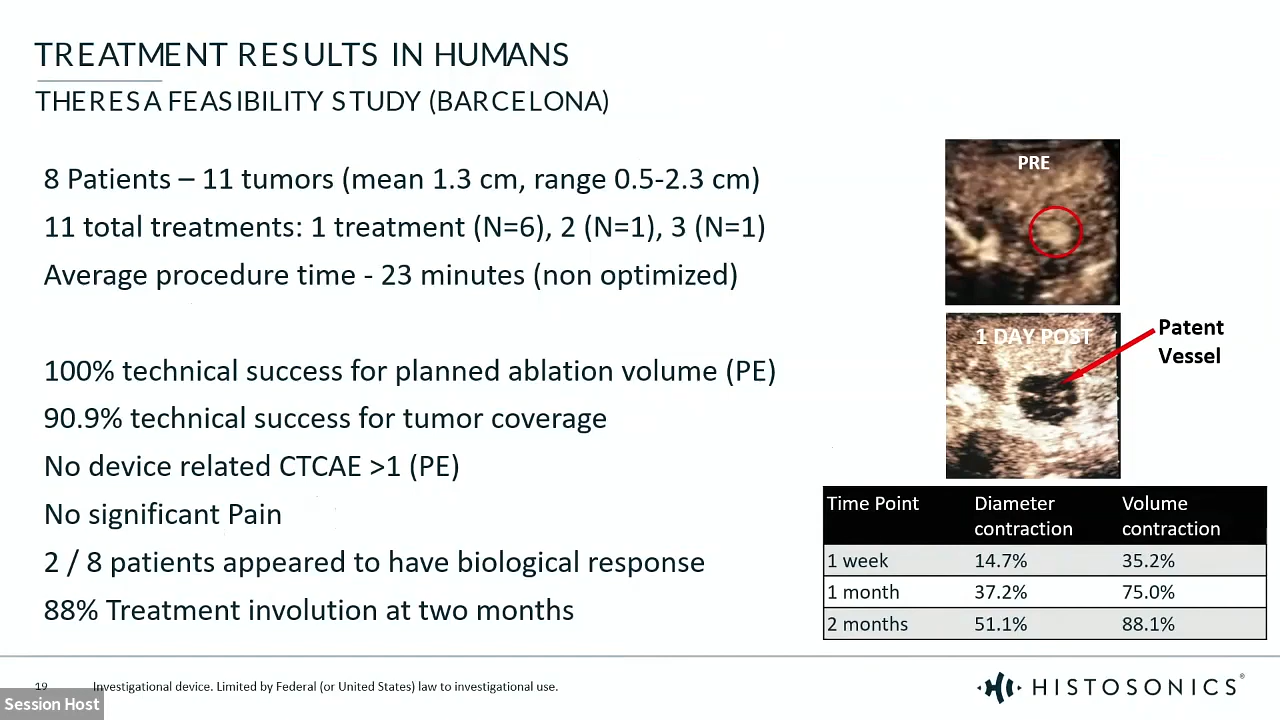 TREATMENT RESULTS IN HUMANS
THERESA FEASIBILITY STUDY (BARCELONA)
8 Patients – 11 tumors (mean 1.3 cm, range 0.5-2.3 cm)
11 total treatments: 1 treatment (N=6), 2 (N=1), 3 (N=1)
Average procedure time - 23 minutes (non optimized)
100% technical success for planned ablation volume (PE)
90.9% technical success for tumor coverage
No device related CTCAE >1 (PE)
No significant Pain
2 / 8 patients appeared to have biological response
88% Treatment involution at two months
PRE
1 DAY POST
Patent
Vessel
Time Point Diameter contraction Volume contraction
1 week 14.7% 35.2%
1 month 37.2% 75.0%
2 months 51.1% 88.1%
19 Investigational device. Limited by Federal (or United States) law to investigational use.
Session Host
HISTOSONICS®